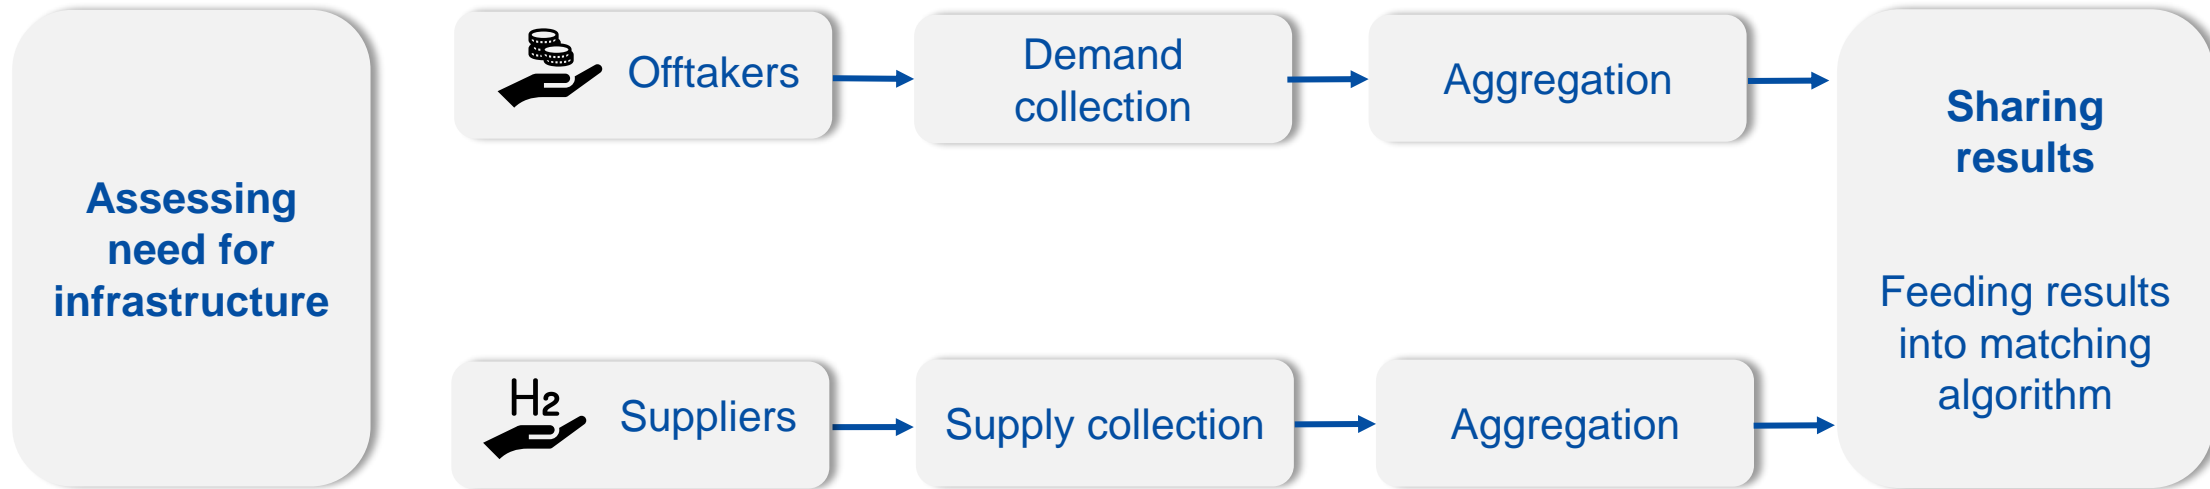 Assessing
need for
infrastructure
Offtakers
Demand
collection
Aggregation
H2
Suppliers
Supply collection
Aggregation
Sharing
results
Feeding results
into matching
algorithm